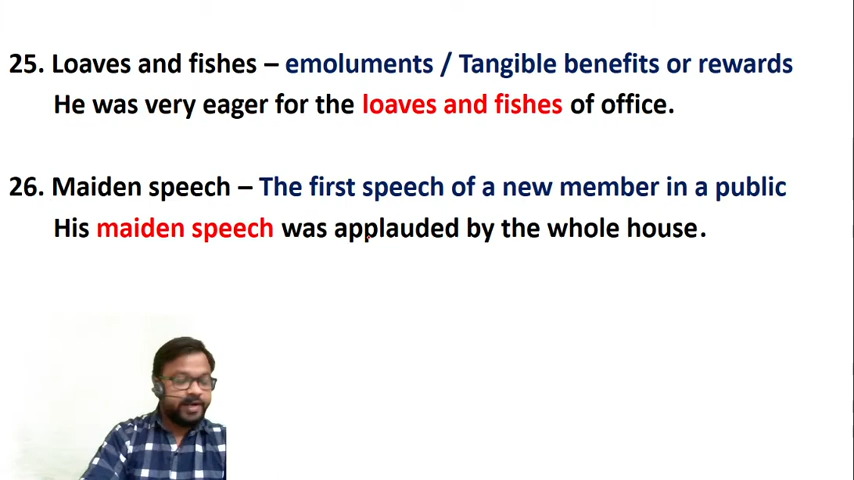 25. Loaves and fishes – emoluments / Tangible benefits or rewards
He was very eager for the loaves and fishes of office.
26. Maiden speech – The first speech of a new member in a public
His maiden speech was applauded by the whole house.